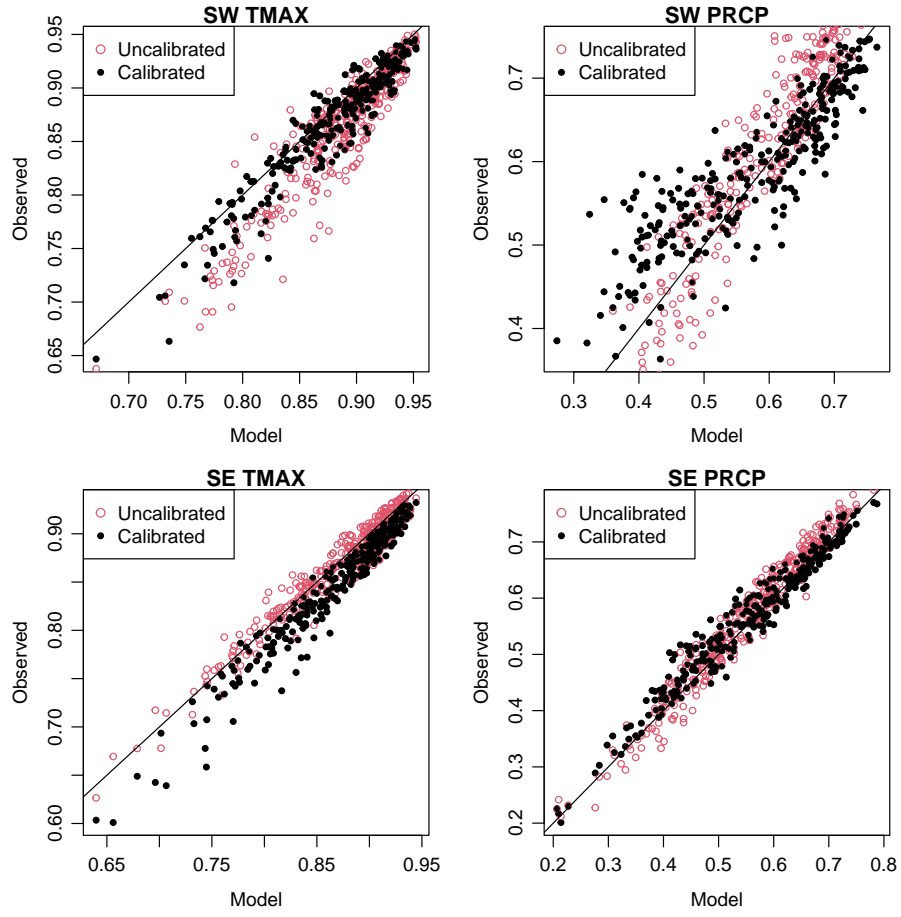 SW TMAX
Uncalibrated
Calibrated
0.95
0.90
0.85
0.80
0.75
0.70
0.65
Observed
0.70 0.75 0.80 0.85 0.90 0.95
Model
SW PRCP
Uncalibrated
Calibrated
0.7
0.6
0.5
0.4
Observed
0.3 0.4 0.5 0.6 0.7
Model
SE TMAX
Uncalibrated
Calibrated
0.90
0.80
0.70
0.60
Observed
0.65 0.75 0.85 0.95
Model
SE PRCP
Uncalibrated
Calibrated
0.7
0.6
0.5
0.4
0.3
0.2
Observed
0.2 0.3 0.4 0.5 0.6 0.7 0.8
Model